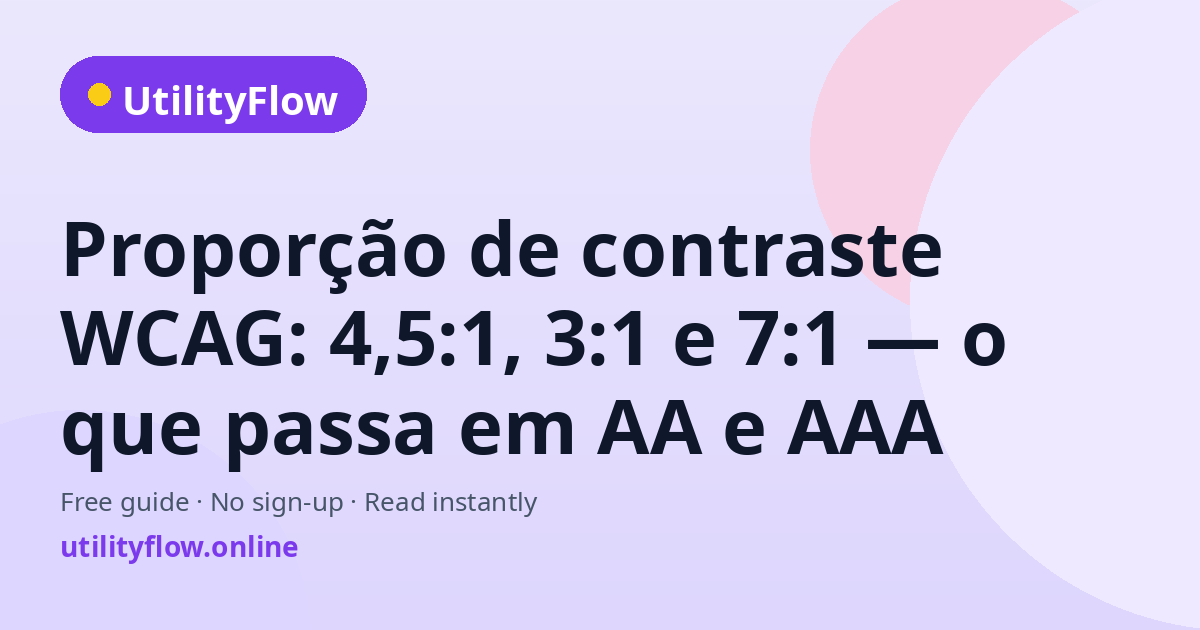 UtilityFlow
Proporção de contraste
WCAG: 4,5:1, 3:1 e 7:1 — o
que passa em AA e AAA
Free guide · No sign-up · Read instantly
utilityflow.online